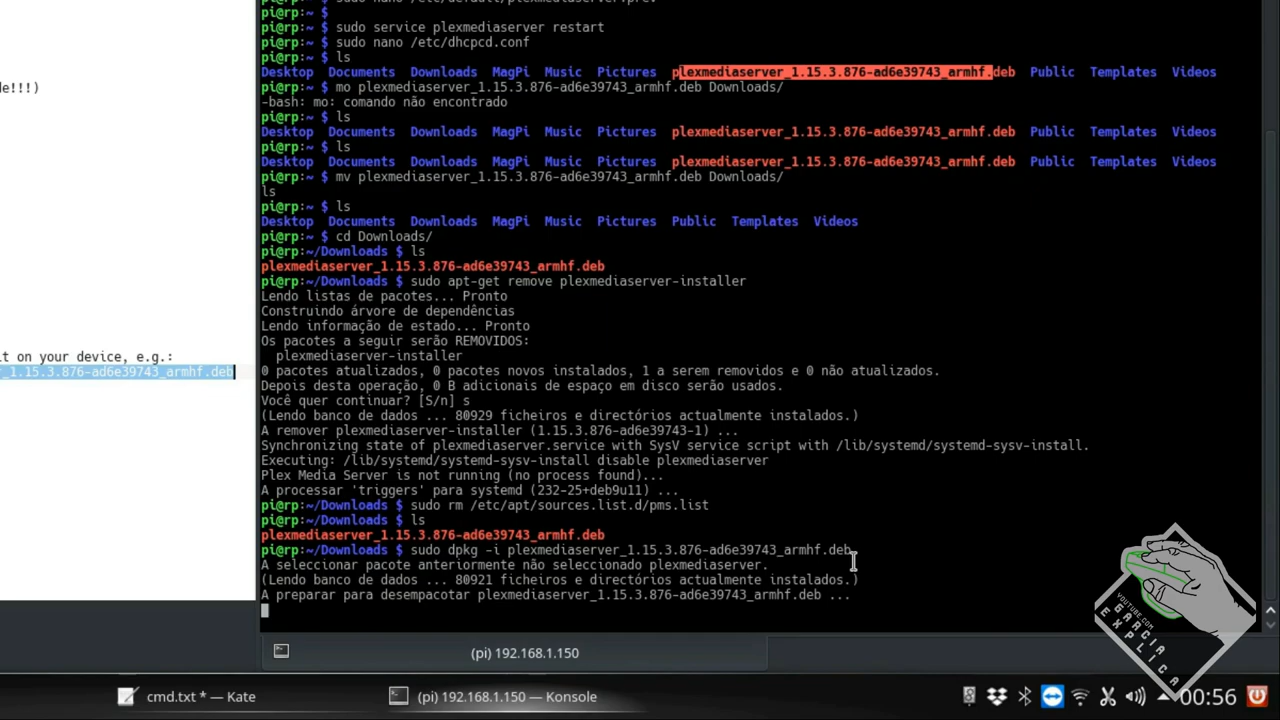 pi@rp:~ $
pi@rp:~ $ sudo service plexmediaserver restart
pi@rp:~ $ sudo nano /etc/dhcpcd.conf
pi@rp:~ $ ls
Desktop Documents Downloads MagPi Music Pictures plexmediaserver_1.15.3.876-ad6e39743_armhf.deb Public Templates Videos
pi@rp:~ $ mo plexmediaserver_1.15.3.876-ad6e39743_armhf.deb Downloads/
-bash: mo: comando não encontrado
pi@rp:~ $ ls
Desktop Documents Downloads MagPi Music Pictures plexmediaserver_1.15.3.876-ad6e39743_armhf.deb Public Templates Videos
pi@rp:~ $ ls
Desktop Documents Downloads MagPi Music Pictures plexmediaserver_1.15.3.876-ad6e39743_armhf.deb Public Templates Videos
pi@rp:~ $ mv plexmediaserver_1.15.3.876-ad6e39743_armhf.deb Downloads/
ls
pi@rp:~ $ ls
Desktop Documents Downloads MagPi Music Pictures Public Templates Videos
pi@rp:~ $ cd Downloads/
pi@rp:~/Downloads $ ls
plexmediaserver_1.15.3.876-ad6e39743_armhf.deb
pi@rp:~/Downloads $ sudo apt-get remove plexmediaserver-installer
Lendo listas de pacotes... Pronto
Construindo árvore de dependências
Lendo informação de estado... Pronto
Os pacotes a seguir serão REMOVIDOS:
plexmediaserver-installer
0 pacotes atualizados, 0 pacotes novos instalados, 1 a serem removidos e 0 não atualizados.
Depois desta operação, 0 B adicionais de espaço em disco serão usados.
Você quer continuar? [S/n] s
(Lendo banco de dados ... 80929 ficheiros e directórios actualmente instalados.)
A remover plexmediaserver-installer (1.15.3.876-ad6e39743-1) ...
Synchronizing state of plexmediaserver.service with SysV service script with /lib/systemd/systemd-sysv-install.
Executing: /lib/systemd/systemd-sysv-install disable plexmediaserver
Plex Media Server is not running (no process found)...
A processar 'triggers' para systemd (232-25+deb9u11) ...
pi@rp:~/Downloads $ sudo rm /etc/apt/sources.list.d/pms.list
pi@rp:~/Downloads $ ls
plexmediaserver_1.15.3.876-ad6e39743_armhf.deb
pi@rp:~/Downloads $ sudo dpkg -i plexmediaserver_1.15.3.876-ad6e39743_armhf.deb
A seleccionar pacote anteriormente não seleccionado plexmediaserver.
(Lendo banco de dados ... 80921 ficheiros e directórios actualmente instalados.)
A preparar para desempacotar plexmediaserver_1.15.3.876-ad6e39743_armhf.deb ...
de!!!)
it on your device, e.g.:
_1.15.3.876-ad6e39743_armhf.deb
(pi) 192.168.1.150
cmd.txt * — Kate
(pi) 192.168.1.150 — Konsole
00:56
YOUTUBE.COM
GARCIA
EXPLICA